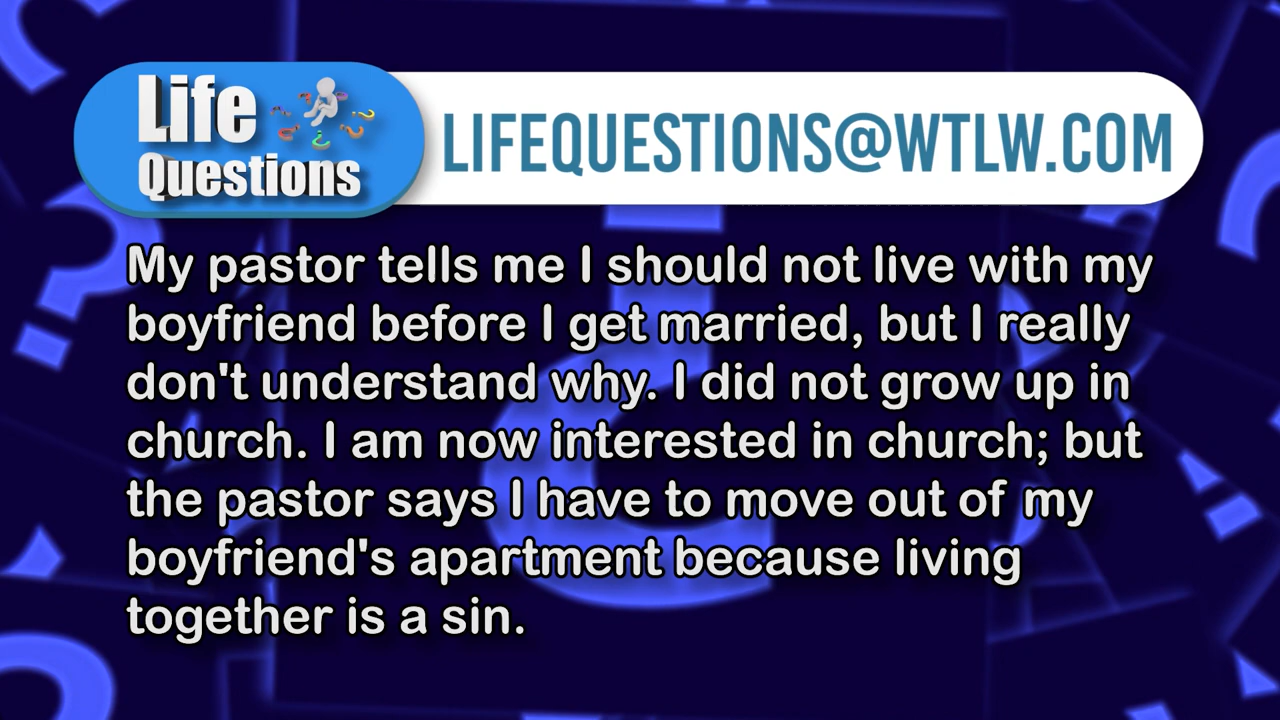 Life
Questions
LIFEQUESTIONS@WTLW.COM
My pastor tells me I should not live with my
boyfriend before I get married, but I really
don't understand why. I did not grow up in
church. I am now interested in church; but
the pastor says I have to move out of my
boyfriend's apartment because living
together is a sin.